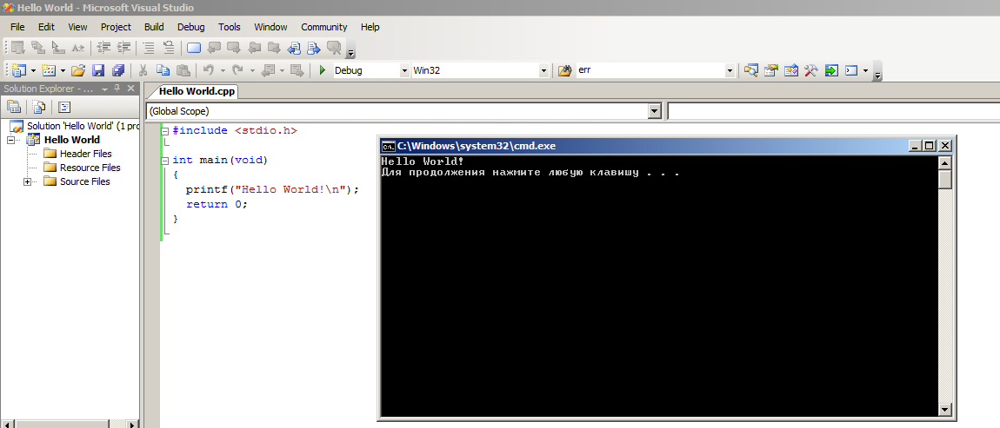 Hello World - Microsoft Visual Studio
File Edit View Project Build Debug Tools Window Community Help
Debug Win32 err
Solution Explorer - ...
Hello World.cpp
(Global Scope)
Solution 'Hello World' (1 pro
Hello World
Header Files
Resource Files
Source Files
#include <stdio.h>
int main(void)
{
printf("Hello World!\n");
return 0;
}
C:\Windows\system32\cmd.exe
Hello World!
Для продолжения нажмите любую клавишу . . .